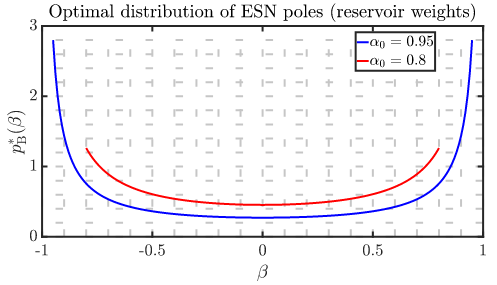 Optimal distribution of ESN poles (reservoir weights)
α₀ = 0.95
α₀ = 0.8
p*_B(β)
3
2
1
0
-1 -0.5 0 0.5 1
β